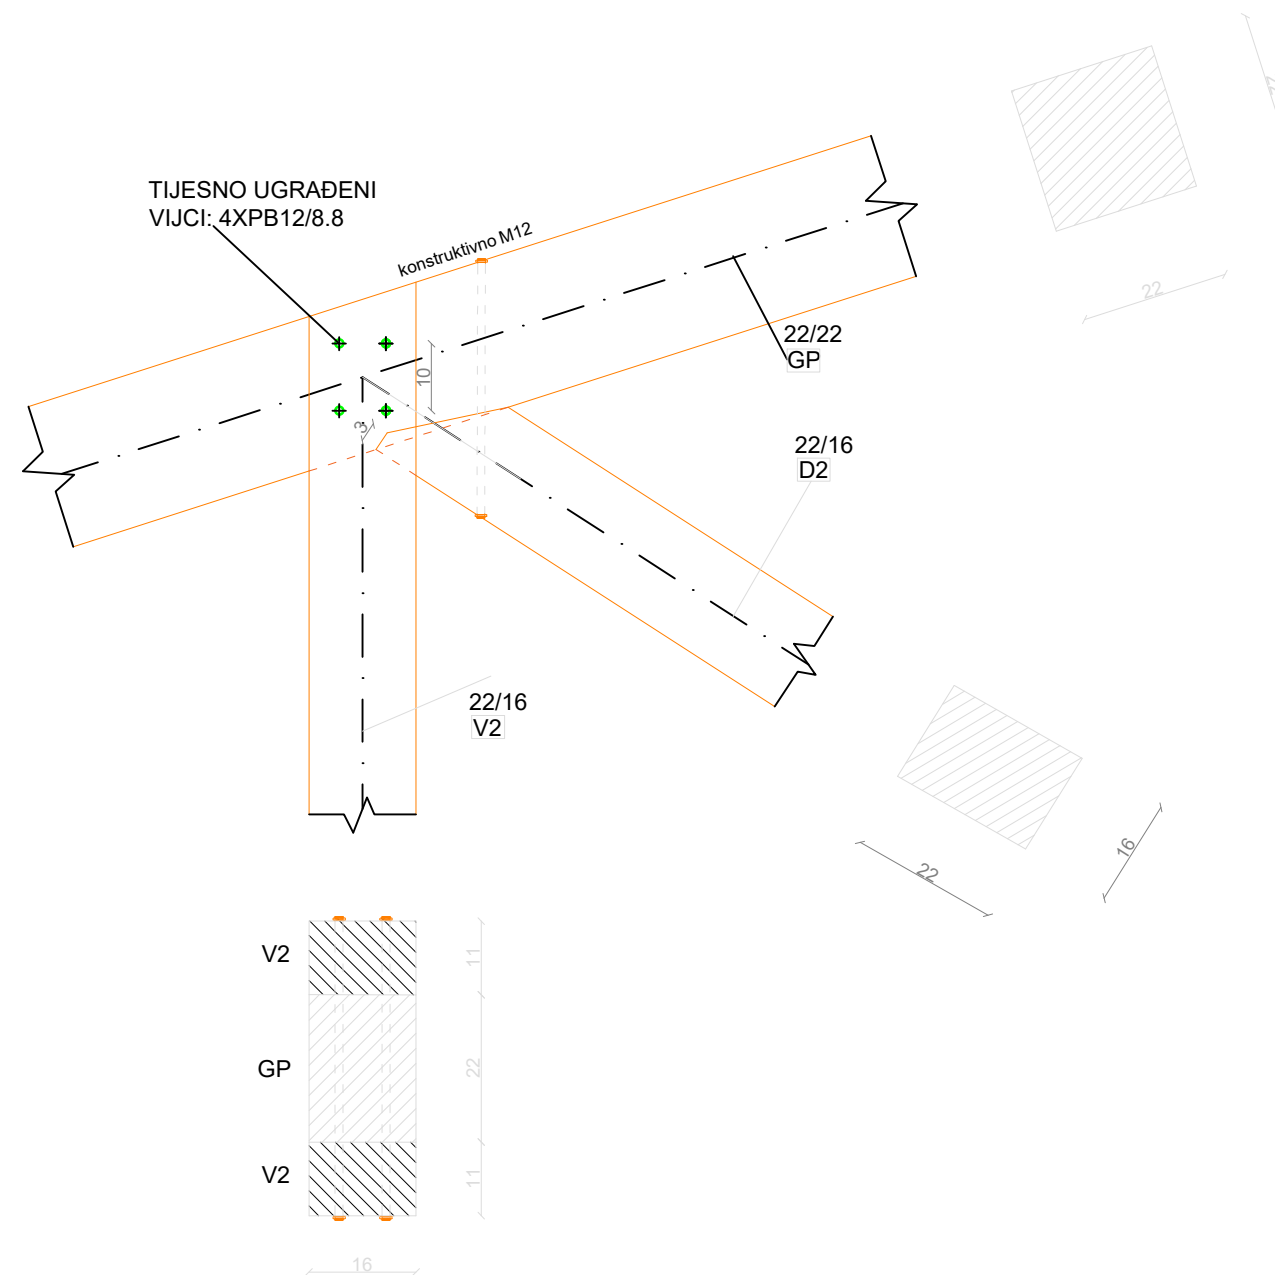 TIJESNO UGRAĐENI
VIJCI: 4XPB12/8.8
konstruktivno M12
22
22/22
GP
10
3
22/16
D2
22/16
V2
22
16
V2
11
GP
22
V2
11
16